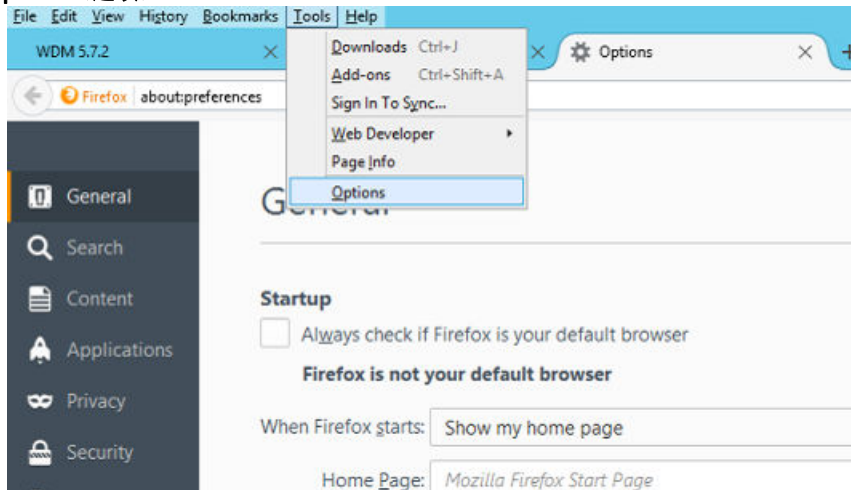 File Edit View History Bookmarks Tools Help
WDM 5.7.2
Options
Downloads Ctrl+J
Add-ons Ctrl+Shift+A
Sign In To Sync...
Web Developer
Page Info
Options
Firefox about:preferences
General
Search
Content
Applications
Privacy
Security
Startup
Always check if Firefox is your default browser
Firefox is not your default browser
When Firefox starts: Show my home page
Home Page: Mozilla Firefox Start Page